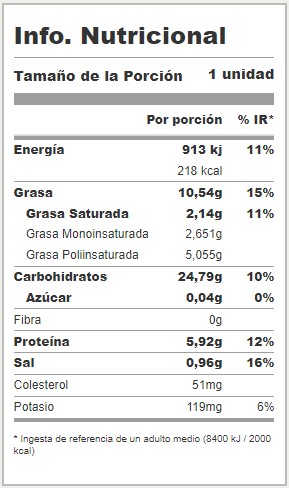 Info. Nutricional
Tamaño de la Porción 1 unidad
Por porción % IR*
Energía 913 kj 11%
218 kcal
Grasa 10,54g 15%
Grasa Saturada 2,14g 11%
Grasa Monoinsaturada 2,651g
Grasa Poliinsaturada 5,055g
Carbohidratos 24,79g 10%
Azúcar 0,04g 0%
Fibra 0g
Proteína 5,92g 12%
Sal 0,96g 16%
Colesterol 51mg
Potasio 119mg 6%
* Ingesta de referencia de un adulto medio (8400 kJ / 2000
kcal)